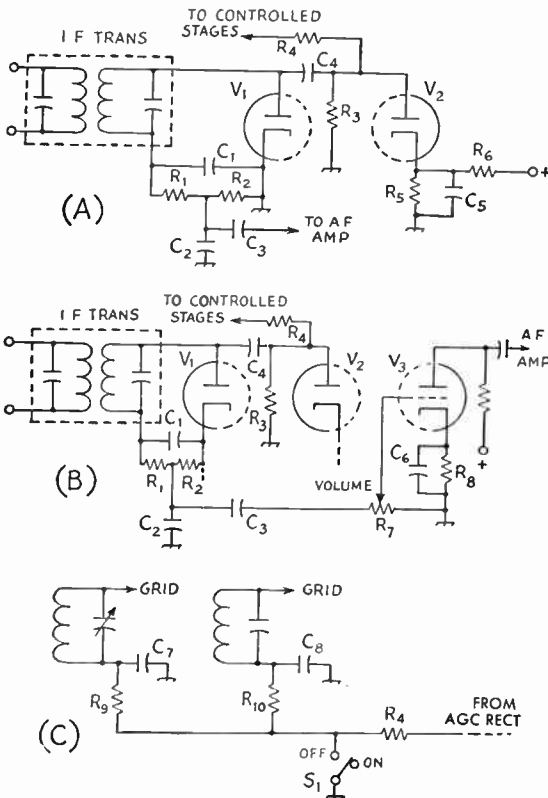 TO CONTROLLED
STAGES
R4
I F TRANS
C4
V1
V2
R3
C1
R1
R2
R6
+
R5
C5
(A)
C2
C3
TO AF
AMP
I F TRANS
TO CONTROLLED
STAGES
R4
V1
C4
V2
V3
AF
AMP
R3
C1
+
(B)
R1
R2
C6
R8
VOLUME
C2
C3
R7
GRID
GRID
C7
C8
R9
R10
R4
FROM
AGC RECT
(C)
OFF
ON
S1